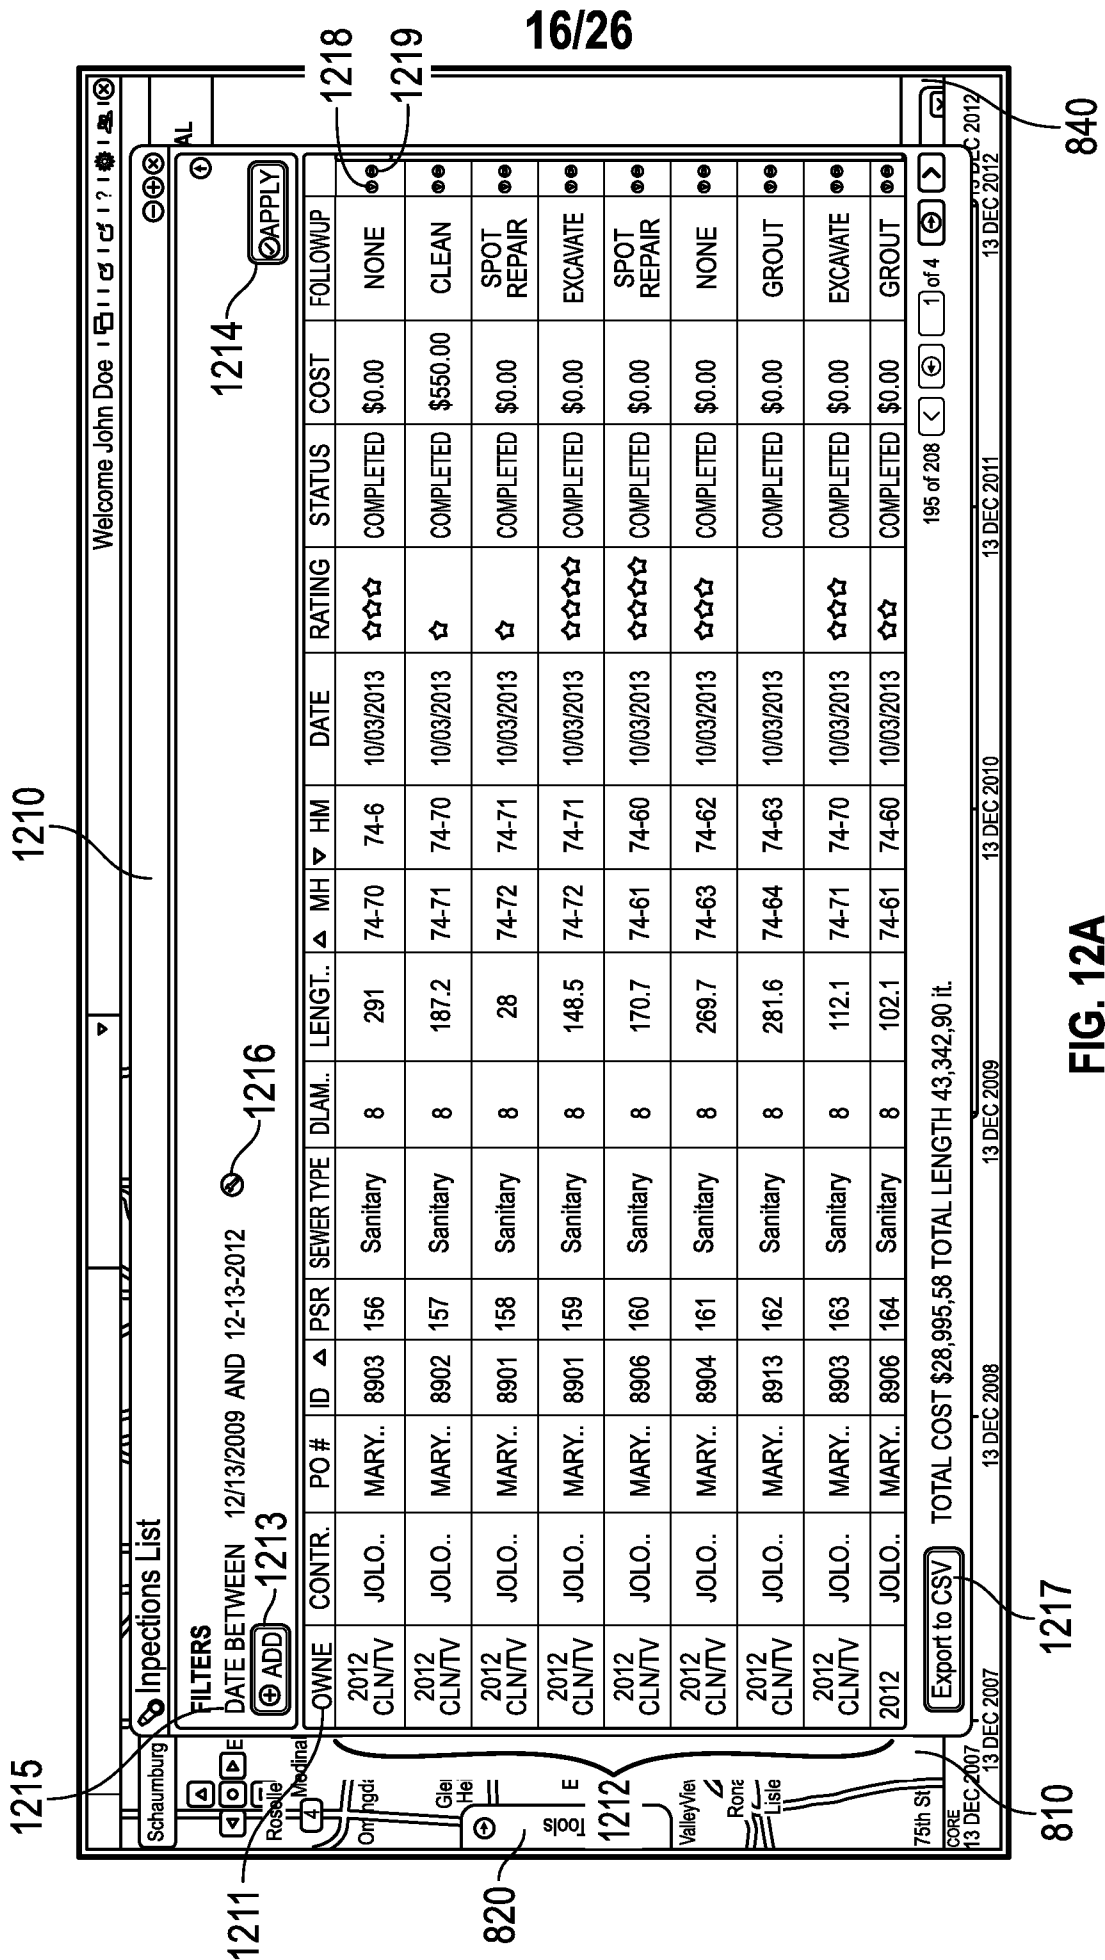 16/26
1210
1215
1211
820
1214
1218
1219
1216
1213
Welcome John Doe
?
Schaumburg
AL
Inpections List
FILTERS
DATE BETWEEN 12/13/2009 AND 12-13-2012
ADD
APPLY
OWNE CONTR. PO # ID PSR SEWER TYPE DLAM.. LENGT.. MH HM DATE RATING STATUS COST FOLLOWUP
2012 CLN/TV JOLO.. MARY.. 8903 156 Sanitary 8 291 74-70 74-6 10/03/2013 COMPLETED $0.00 NONE
2012 CLN/TV JOLO.. MARY.. 8902 157 Sanitary 8 187.2 74-71 74-70 10/03/2013 COMPLETED $550.00 CLEAN
2012 CLN/TV JOLO.. MARY.. 8901 158 Sanitary 8 28 74-72 74-71 10/03/2013 COMPLETED $0.00 SPOT REPAIR
2012 CLN/TV JOLO.. MARY.. 8901 159 Sanitary 8 148.5 74-72 74-71 10/03/2013 COMPLETED $0.00 EXCAVATE
2012 CLN/TV JOLO.. MARY.. 8906 160 Sanitary 8 170.7 74-61 74-60 10/03/2013 COMPLETED $0.00 SPOT REPAIR
2012 CLN/TV JOLO.. MARY.. 8904 161 Sanitary 8 269.7 74-63 74-62 10/03/2013 COMPLETED $0.00 NONE
2012 CLN/TV JOLO.. MARY.. 8913 162 Sanitary 8 281.6 74-64 74-63 10/03/2013 COMPLETED $0.00 GROUT
2012 CLN/TV JOLO.. MARY.. 8903 163 Sanitary 8 112.1 74-71 74-70 10/03/2013 COMPLETED $0.00 EXCAVATE
2012 JOLO.. MARY.. 8906 164 Sanitary 8 102.1 74-61 74-60 10/03/2013 COMPLETED $0.00 GROUT
Export to CSV TOTAL COST $28,995,58 TOTAL LENGTH 43,342,90 it.
195 of 208 1 of 4
E
Roselle
Medinah
4
Tools
1212
E
ValleyView
Lisle
75th St
CORE
13 DEC 2007 13 DEC 2007 13 DEC 2008 13 DEC 2009 13 DEC 2010 13 DEC 2011 13 DEC 2012
DEC 2012
810
1217
840
FIG. 12A